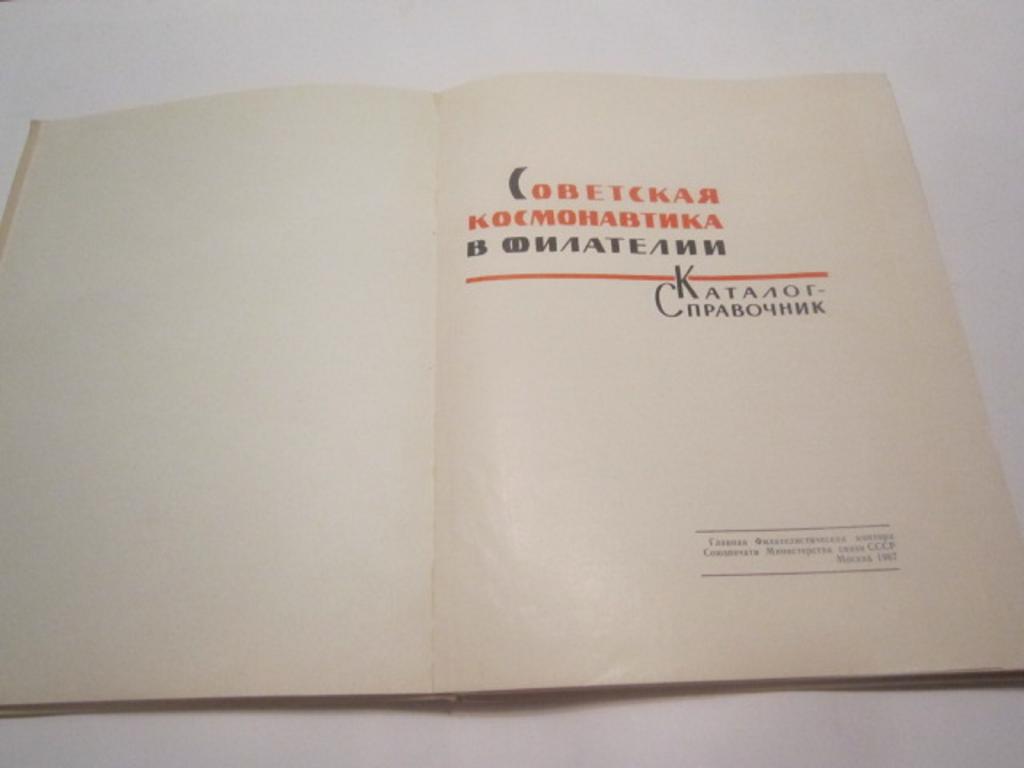 Советская
космонавтика
в филателии
Каталог-
Справочник
Главная Филателистическая контора
Союзпечати Министерства связи СССР
Москва 1967